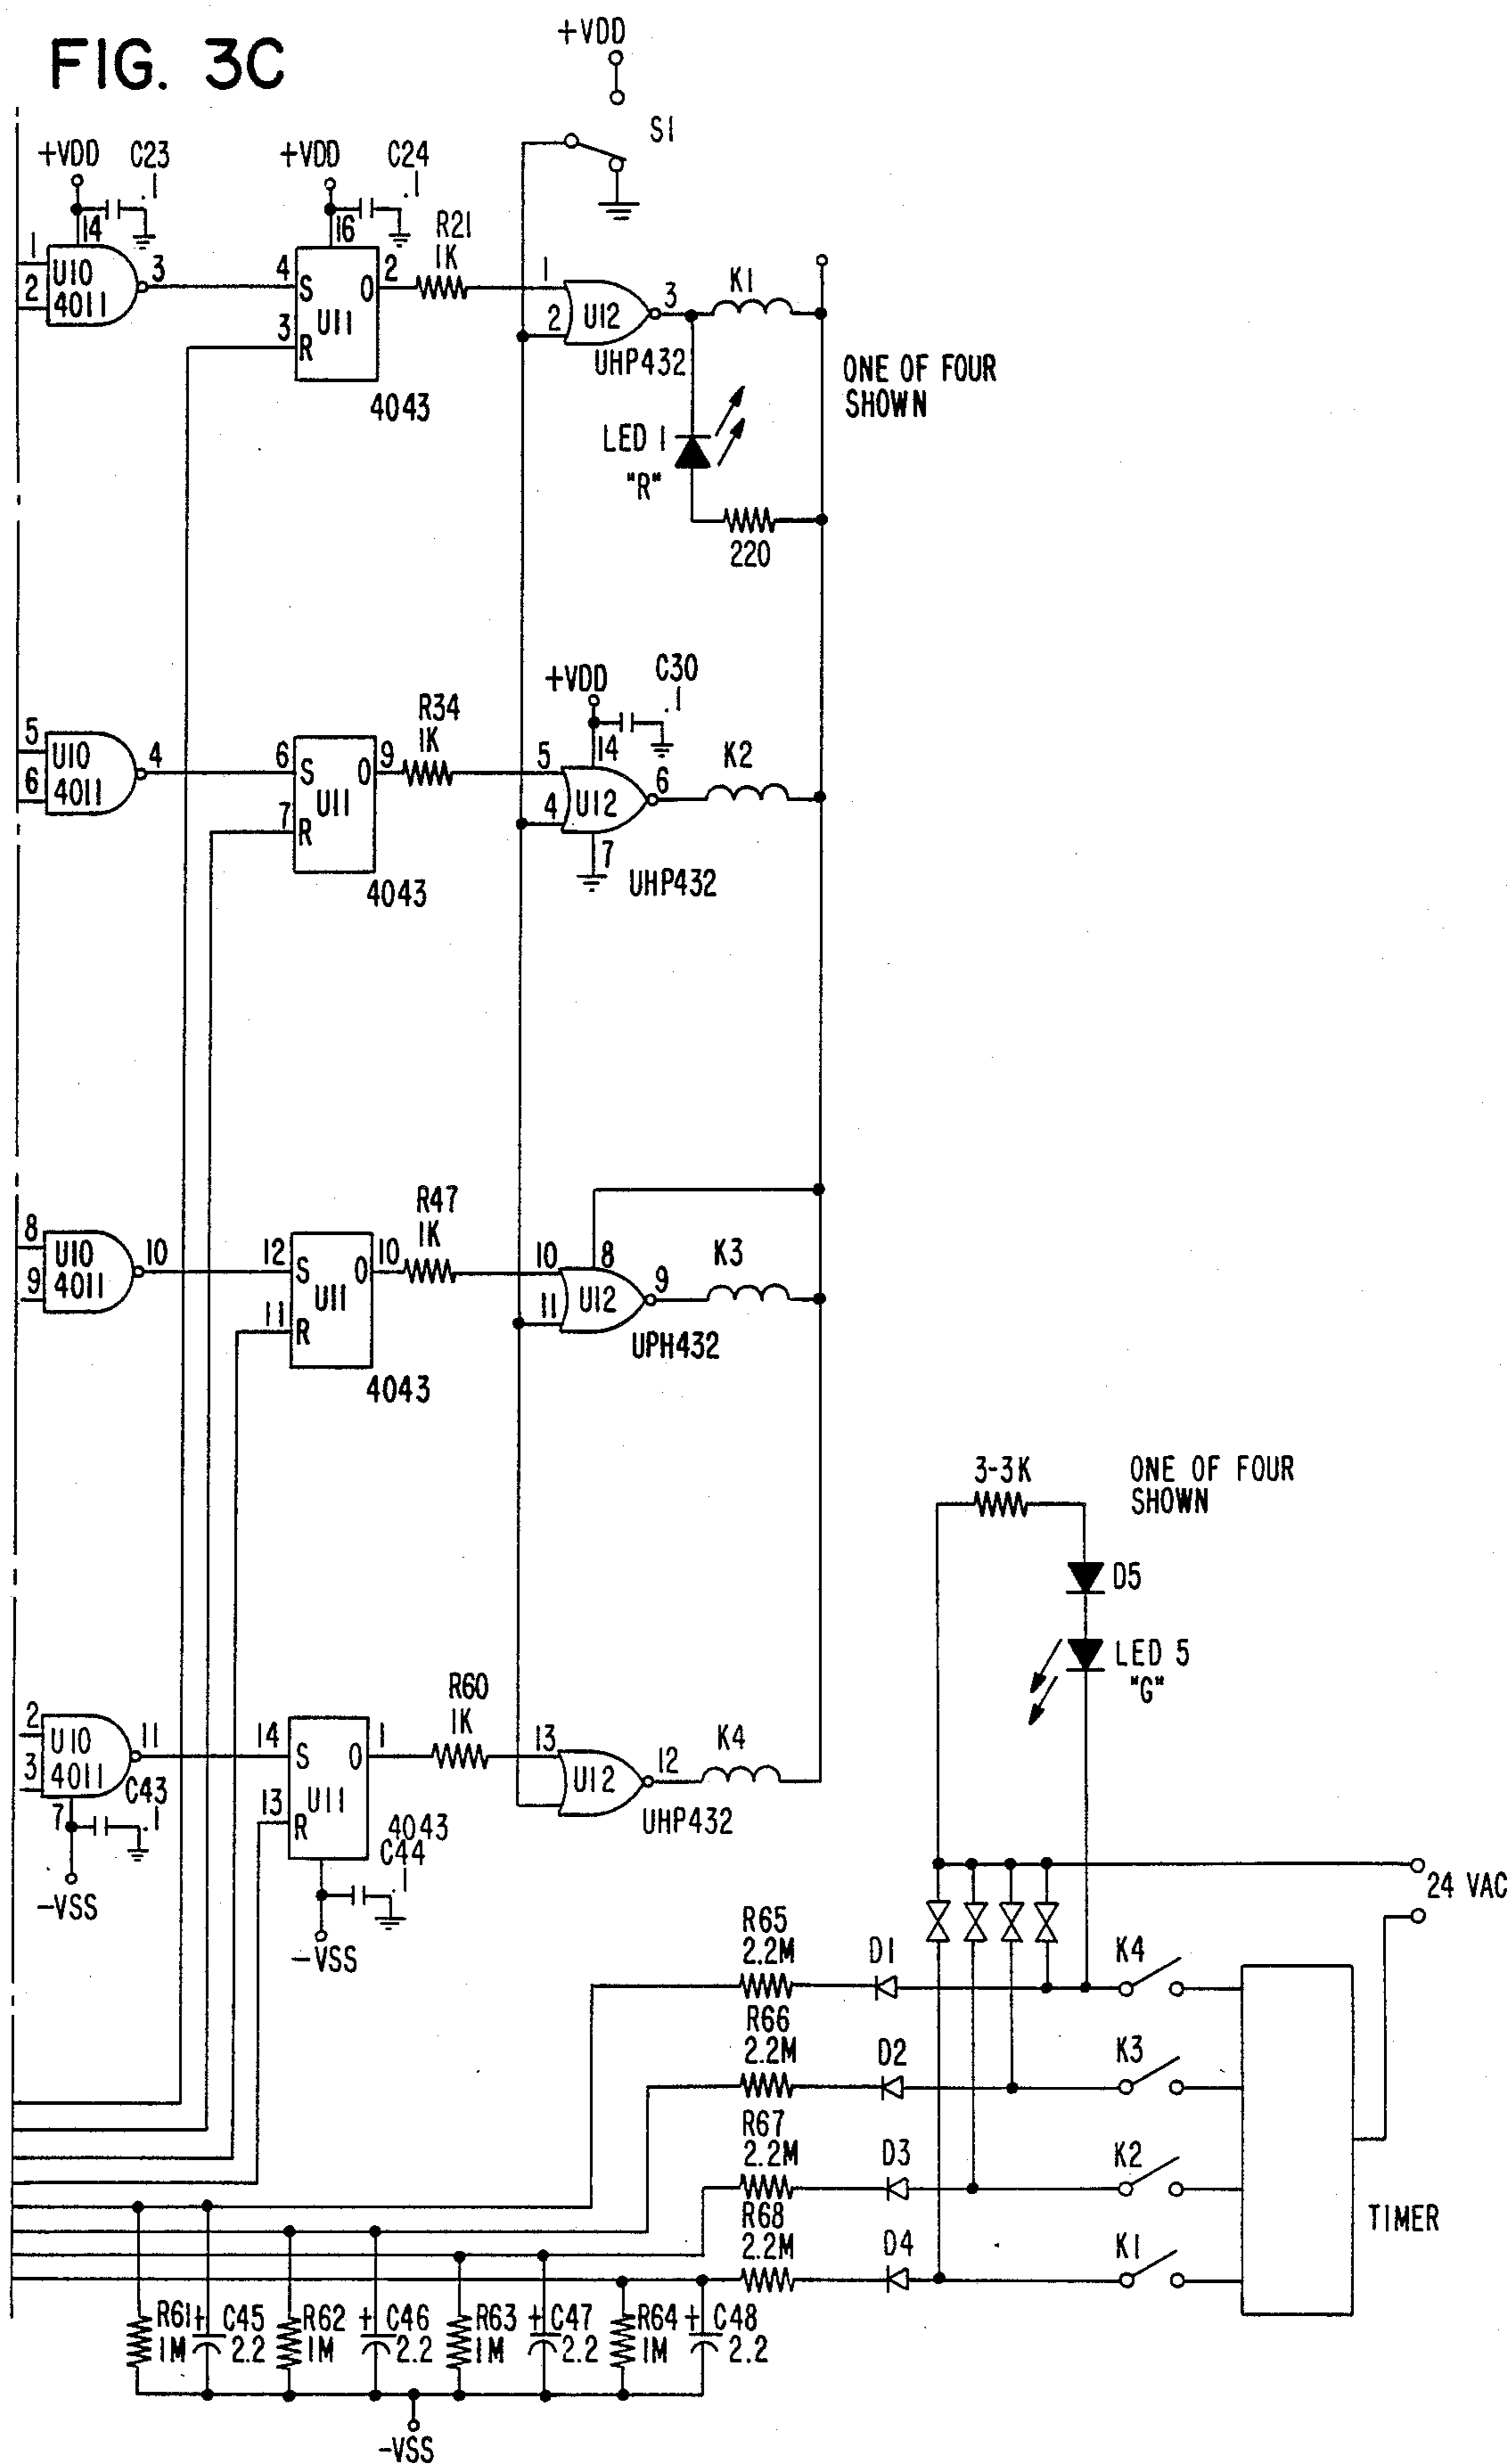 FIG. 3C
+VDD
S1
+VDD C23
.1
14
+VDD C24
.1
16
R21
1K
1
2
U10
4011
3
4
3
S
R
O
U11
2
4043
1
2
U12
3
UHP432
K1
ONE OF FOUR
SHOWN
LED 1
"R"
220
5
6
U10
4011
4
6
7
S
R
O
U11
9
4043
R34
1K
+VDD C30
.1
14
5
4
U12
6
7
UHP432
K2
8
9
U10
4011
10
12
11
S
R
O
U11
10
4043
R47
1K
10
11
8
U12
9
UPH432
K3
3-3K
ONE OF FOUR
SHOWN
D5
LED 5
"G"
2
3
U10
4011
11
7
C43
.1
-VSS
14
13
S
R
O
U11
1
4043
C44
.1
-VSS
R60
1K
13
U12
12
UHP432
K4
24 VAC
R65
2.2M
D1
K4
R66
2.2M
D2
K3
R67
2.2M
D3
K2
R68
2.2M
D4
K1
TIMER
R61
1M
+ C45
2.2
R62
1M
+ C46
2.2
R63
1M
+ C47
2.2
R64
1M
+ C48
2.2
-VSS